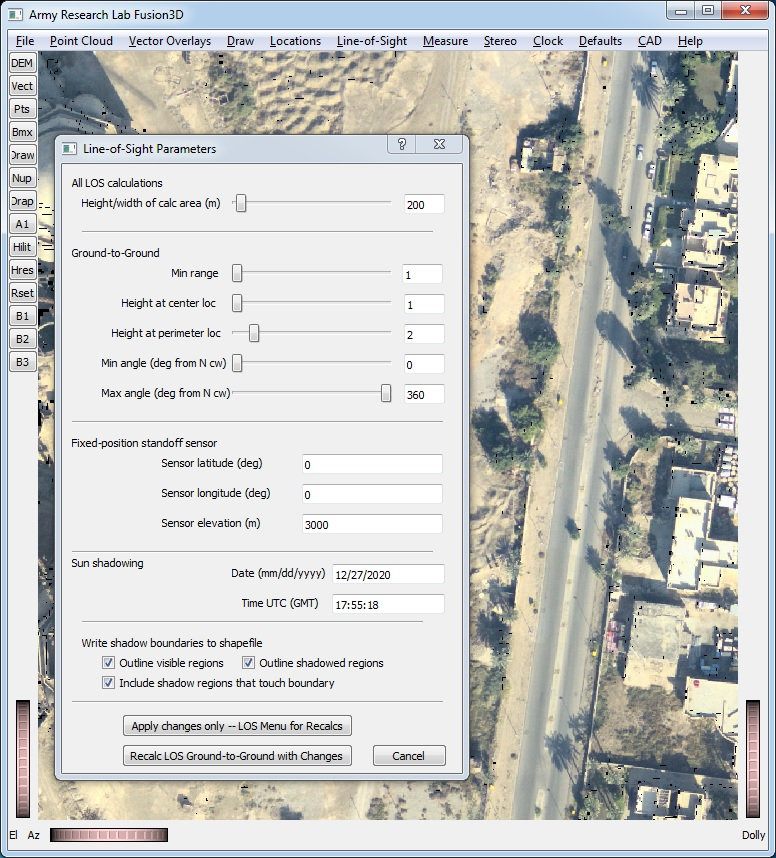 Army Research Lab Fusion3D
File Point Cloud Vector Overlays Draw Locations Line-of-Sight Measure Stereo Clock Defaults CAD Help
DEM
Vect
Pts
Bmx
Draw
Nup
Drap
A1
Hilit
Hres
Rset
B1
B2
B3
Line-of-Sight Parameters
All LOS calculations
Height/width of calc area (m) 200
Ground-to-Ground
Min range 1
Height at center loc 1
Height at perimeter loc 2
Min angle (deg from N cw) 0
Max angle (deg from N cw) 360
Fixed-position standoff sensor
Sensor latitude (deg) 0
Sensor longitude (deg) 0
Sensor elevation (m) 3000
Sun shadowing
Date (mm/dd/yyyy) 12/27/2020
Time UTC (GMT) 17:55:18
Write shadow boundaries to shapefile
Outline visible regions Outline shadowed regions
Include shadow regions that touch boundary
Apply changes only -- LOS Menu for Recalcs
Recalc LOS Ground-to-Ground with Changes Cancel
El Az Dolly